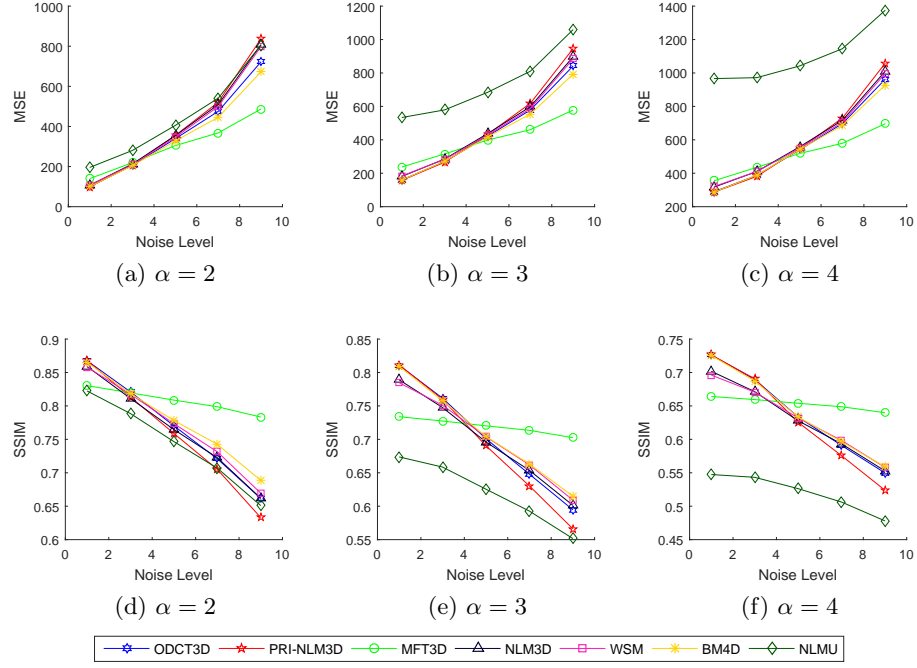 1000
800
600
400
200
0
MSE
0 2 4 6 8 10
Noise Level
(a) α = 2
1200
1000
800
600
400
200
0
MSE
0 2 4 6 8 10
Noise Level
(b) α = 3
1400
1200
1000
800
600
400
200
MSE
0 2 4 6 8 10
Noise Level
(c) α = 4
0.9
0.85
0.8
0.75
0.7
0.65
0.6
SSIM
0 2 4 6 8 10
Noise Level
(d) α = 2
0.85
0.8
0.75
0.7
0.65
0.6
0.55
SSIM
0 2 4 6 8 10
Noise Level
(e) α = 3
0.75
0.7
0.65
0.6
0.55
0.5
0.45
SSIM
0 2 4 6 8 10
Noise Level
(f) α = 4
ODCT3D PRI-NLM3D MFT3D NLM3D WSM BM4D NLMU